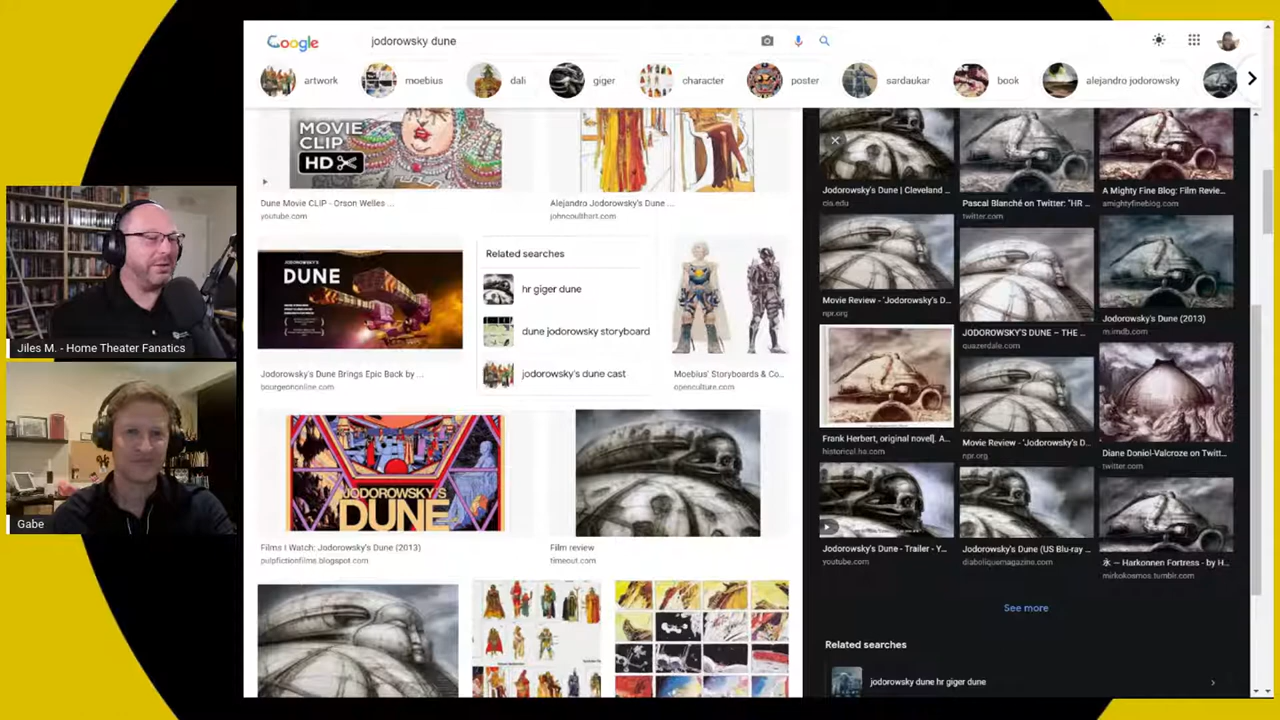 Google
jodorowsky dune
artwork
moebius
dali
giger
character
poster
sardaukar
book
alejandro jodorowsky
MOVIE
CLIP
HD
Dune Movie CLIP - Orson Welles ...
youtube.com
Alejandro Jodorowsky's Dune ...
johncoulthart.com
Jodorowsky's Dune | Cleveland ...
cia.edu
Pascal Blanché on Twitter: "HR ...
twitter.com
A Mighty Fine Blog: Film Revie...
amightyfineblog.com
JODOROWSKY'S
DUNE
Related searches
hr giger dune
dune jodorowsky storyboard
jodorowsky's dune cast
Jodorowsky's Dune Brings Epic Back by ...
bourgeononline.com
Moebius' Storyboards & Co...
openculture.com
Movie Review - 'Jodorowsky's D...
npr.org
JODOROWSKY'S DUNE – THE ...
quazerdale.com
Jodorowsky's Dune (2013)
m.imdb.com
Jiles M. - Home Theater Fanatics
Gabe
Frank Herbert, original novel]. A...
historical.ha.com
Movie Review - 'Jodorowsky's D...
npr.org
Diane Doniol-Valcroze on Twitt...
twitter.com
JODOROWSKY'S
DUNE
Films I Watch: Jodorowsky's Dune (2013)
pulpfictionfilms.blogspot.com
Film review
timeout.com
Jodorowsky's Dune - Trailer - Y...
youtube.com
Jodorowsky's Dune (US Blu-ray ...
diaboliquemagazine.com
水 — Harkonnen Fortress - by H...
mirkokosmos.tumblr.com
See more
Related searches
jodorowsky dune hr giger dune